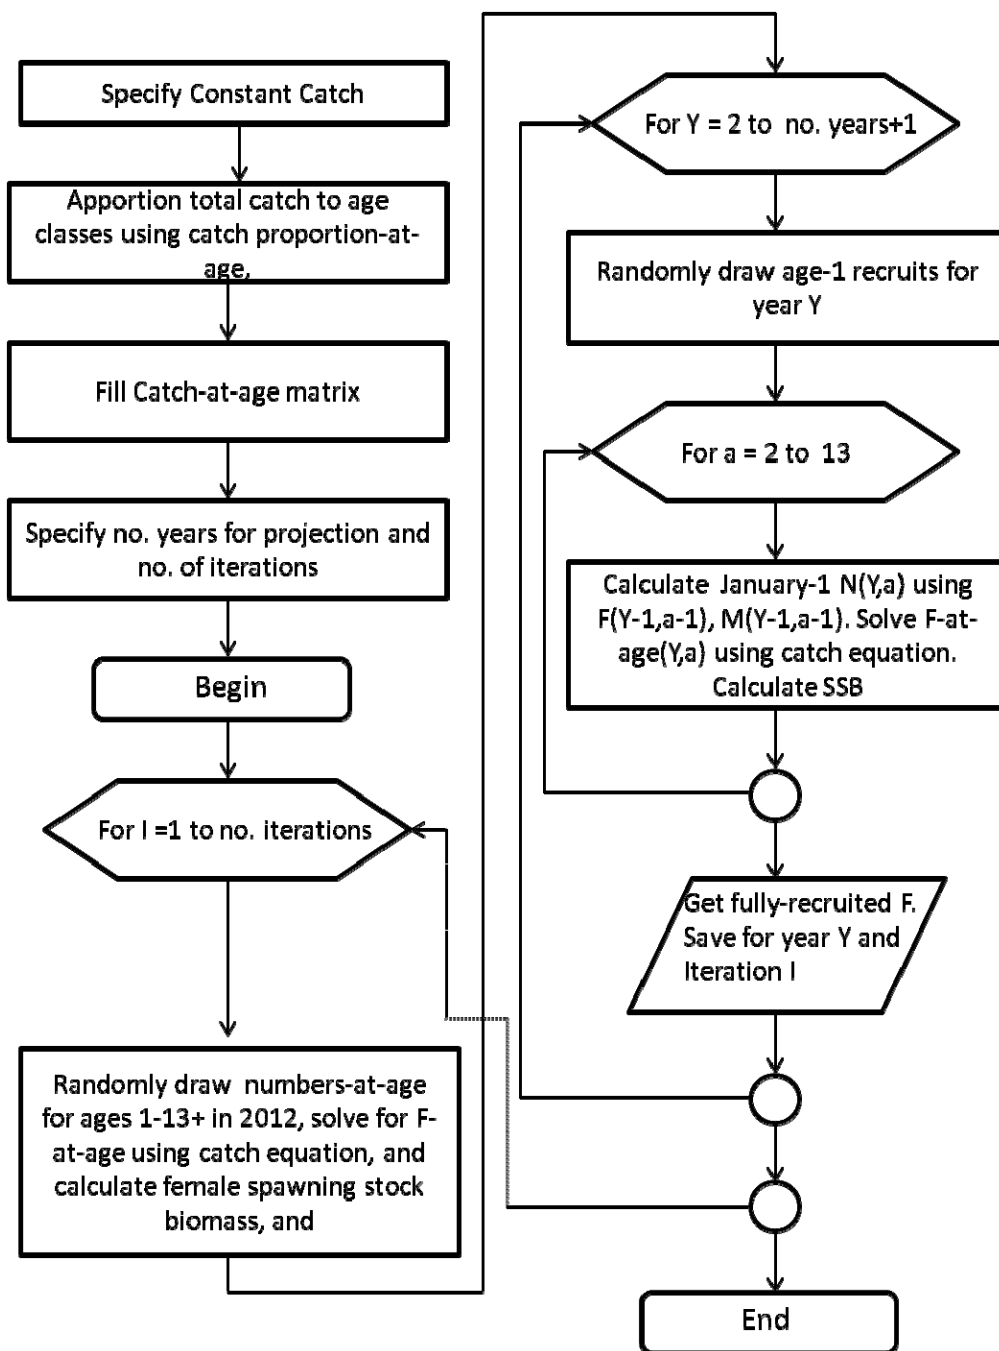 Specify Constant Catch
Apportion total catch to age
classes using catch proportion-at-
age,
Fill Catch-at-age matrix
Specify no. years for projection and
no. of iterations
Begin
For I =1 to no. iterations
Randomly draw numbers-at-age
for ages 1-13+ in 2012, solve for F-
at-age using catch equation, and
calculate female spawning stock
biomass, and
For Y = 2 to no. years+1
Randomly draw age-1 recruits for
year Y
For a = 2 to 13
Calculate January-1 N(Y,a) using
F(Y-1,a-1), M(Y-1,a-1). Solve F-at-
age(Y,a) using catch equation.
Calculate SSB
Get fully-recruited F.
Save for year Y and
Iteration I
End